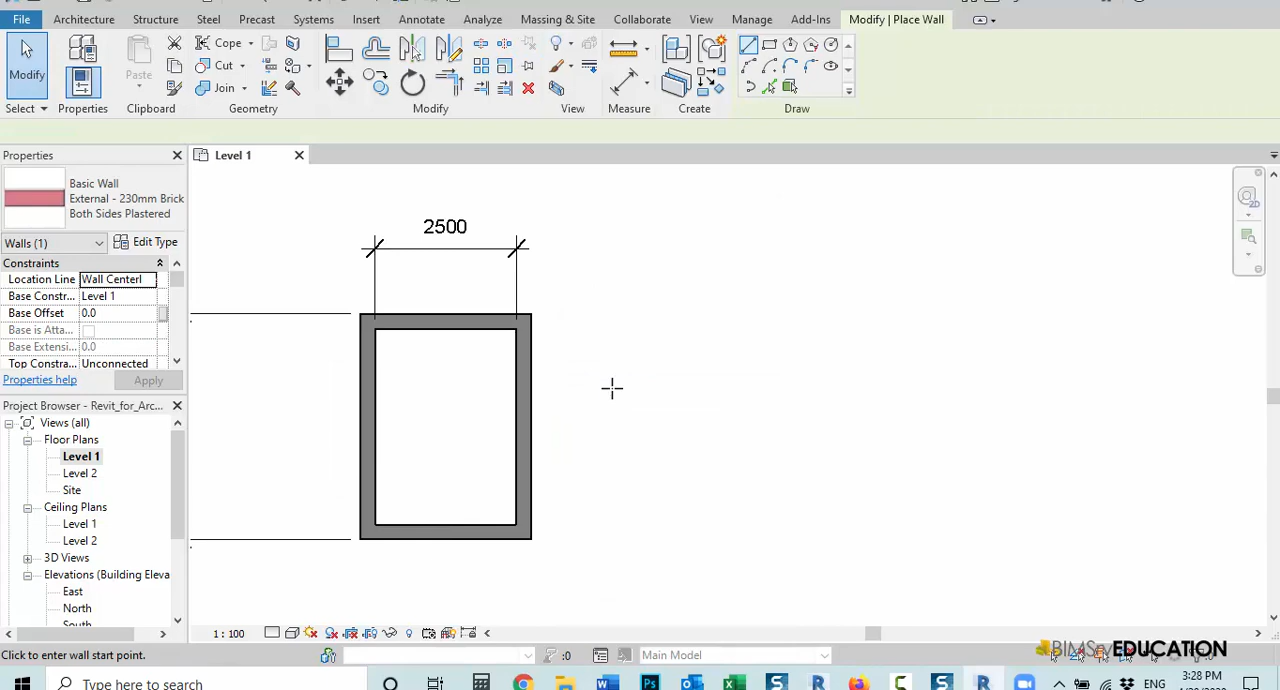 File Architecture Structure Steel Precast Systems Insert Annotate Analyze Massing & Site Collaborate View Manage Add-Ins Modify | Place Wall
Modify Paste Cope Cut Join
Select Properties Clipboard Geometry Modify View Measure Create Draw
Properties
Level 1
Basic Wall
External - 230mm Brick
Both Sides Plastered
Walls (1) Edit Type
Constraints
Location Line Wall Centerl
Base Constr... Level 1
Base Offset 0.0
Base is Atta...
Base Extensi... 0.0
Top Constra... Unconnected
Properties help Apply
Project Browser - Revit_for_Arc...
Views (all)
Floor Plans
Level 1
Level 2
Site
Ceiling Plans
Level 1
Level 2
3D Views
Elevations (Building Eleva
East
North
South
2500
2D
1 : 100
Click to enter wall start point.
:0
Main Model
EDUCATION
Type here to search
ENG
3:28 PM